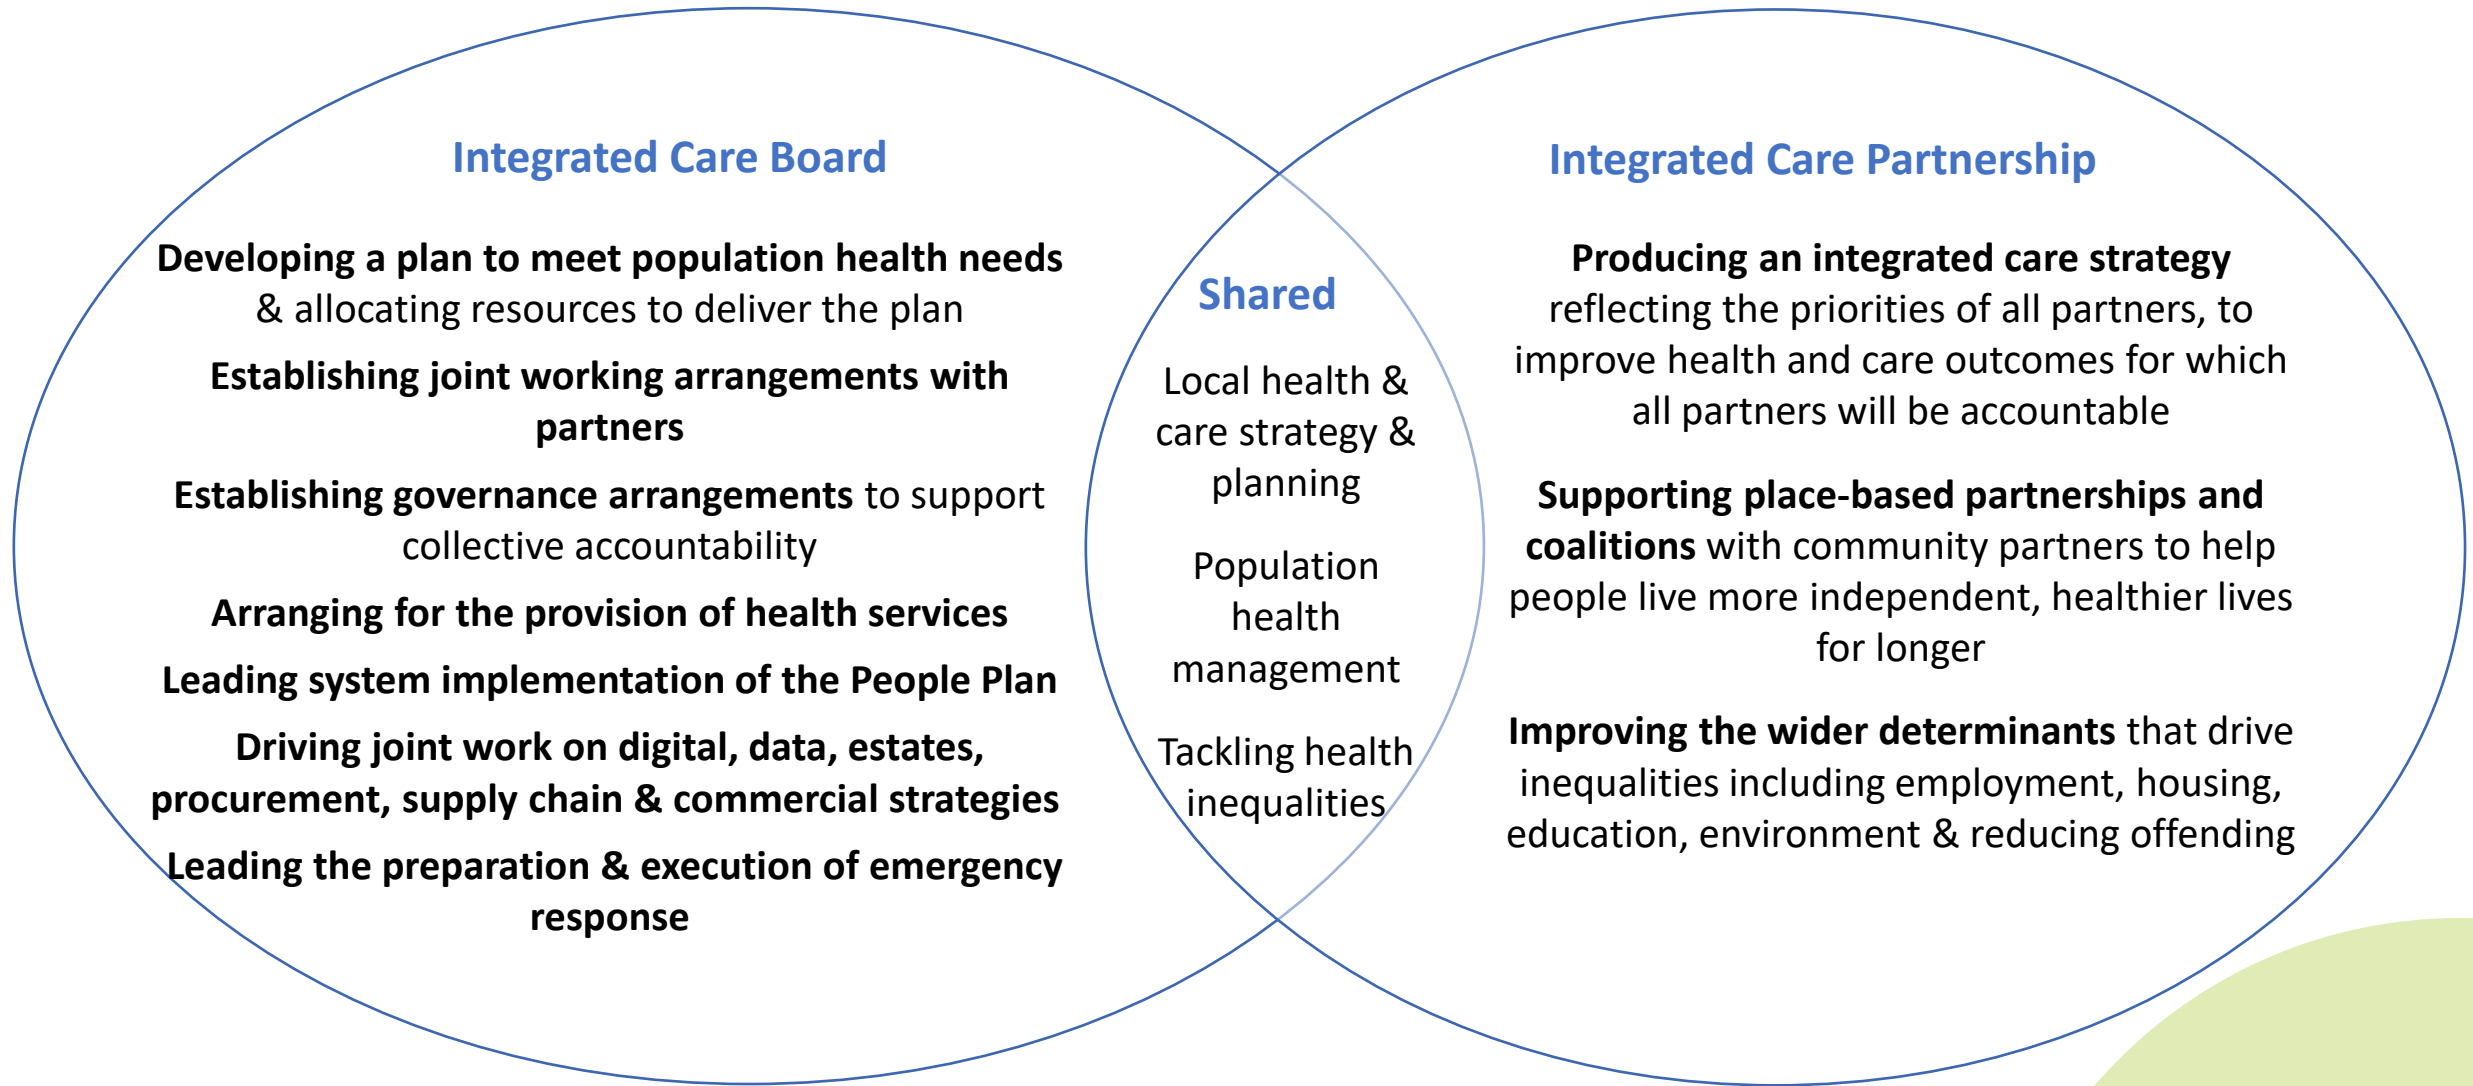 Integrated Care Board
Developing a plan to meet population health needs
& allocating resources to deliver the plan
Establishing joint working arrangements with
partners
Establishing governance arrangements to support
collective accountability
Arranging for the provision of health services
Leading system implementation of the People Plan
Driving joint work on digital, data, estates,
procurement, supply chain & commercial strategies
Leading the preparation & execution of emergency
response
Shared
Local health &
care strategy &
planning
Population
health
management
Tackling health
inequalities
Integrated Care Partnership
Producing an integrated care strategy
reflecting the priorities of all partners, to
improve health and care outcomes for which
all partners will be accountable
Supporting place-based partnerships and
coalitions with community partners to help
people live more independent, healthier lives
for longer
Improving the wider determinants that drive
inequalities including employment, housing,
education, environment & reducing offending